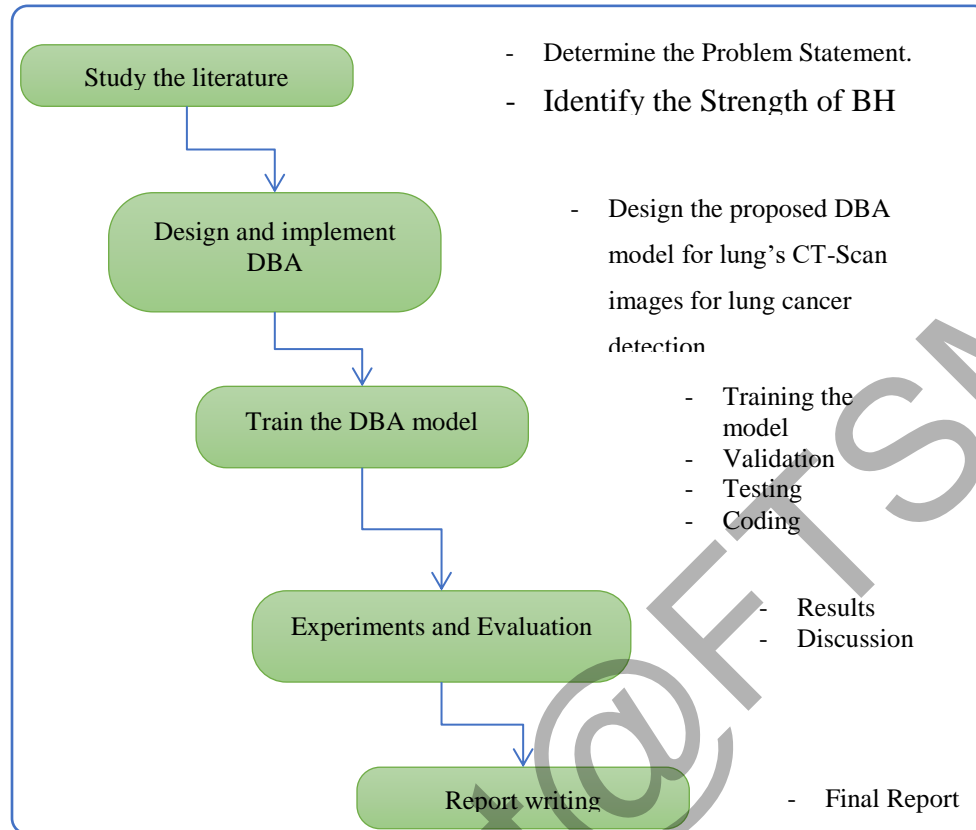 Study the literature
- Determine the Problem Statement.
- Identify the Strength of BH
Design and implement
DBA
- Design the proposed DBA
model for lung's CT-Scan
images for lung cancer
detection
Train the DBA model
- Training the
model
- Validation
- Testing
- Coding
Experiments and Evaluation
- Results
- Discussion
Report writing
- Final Report
t@FTSM